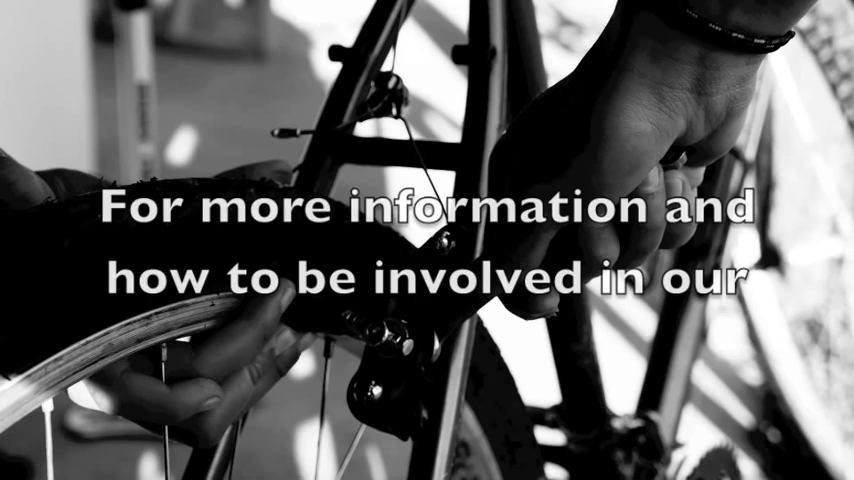 For more information and
how to be involved in our